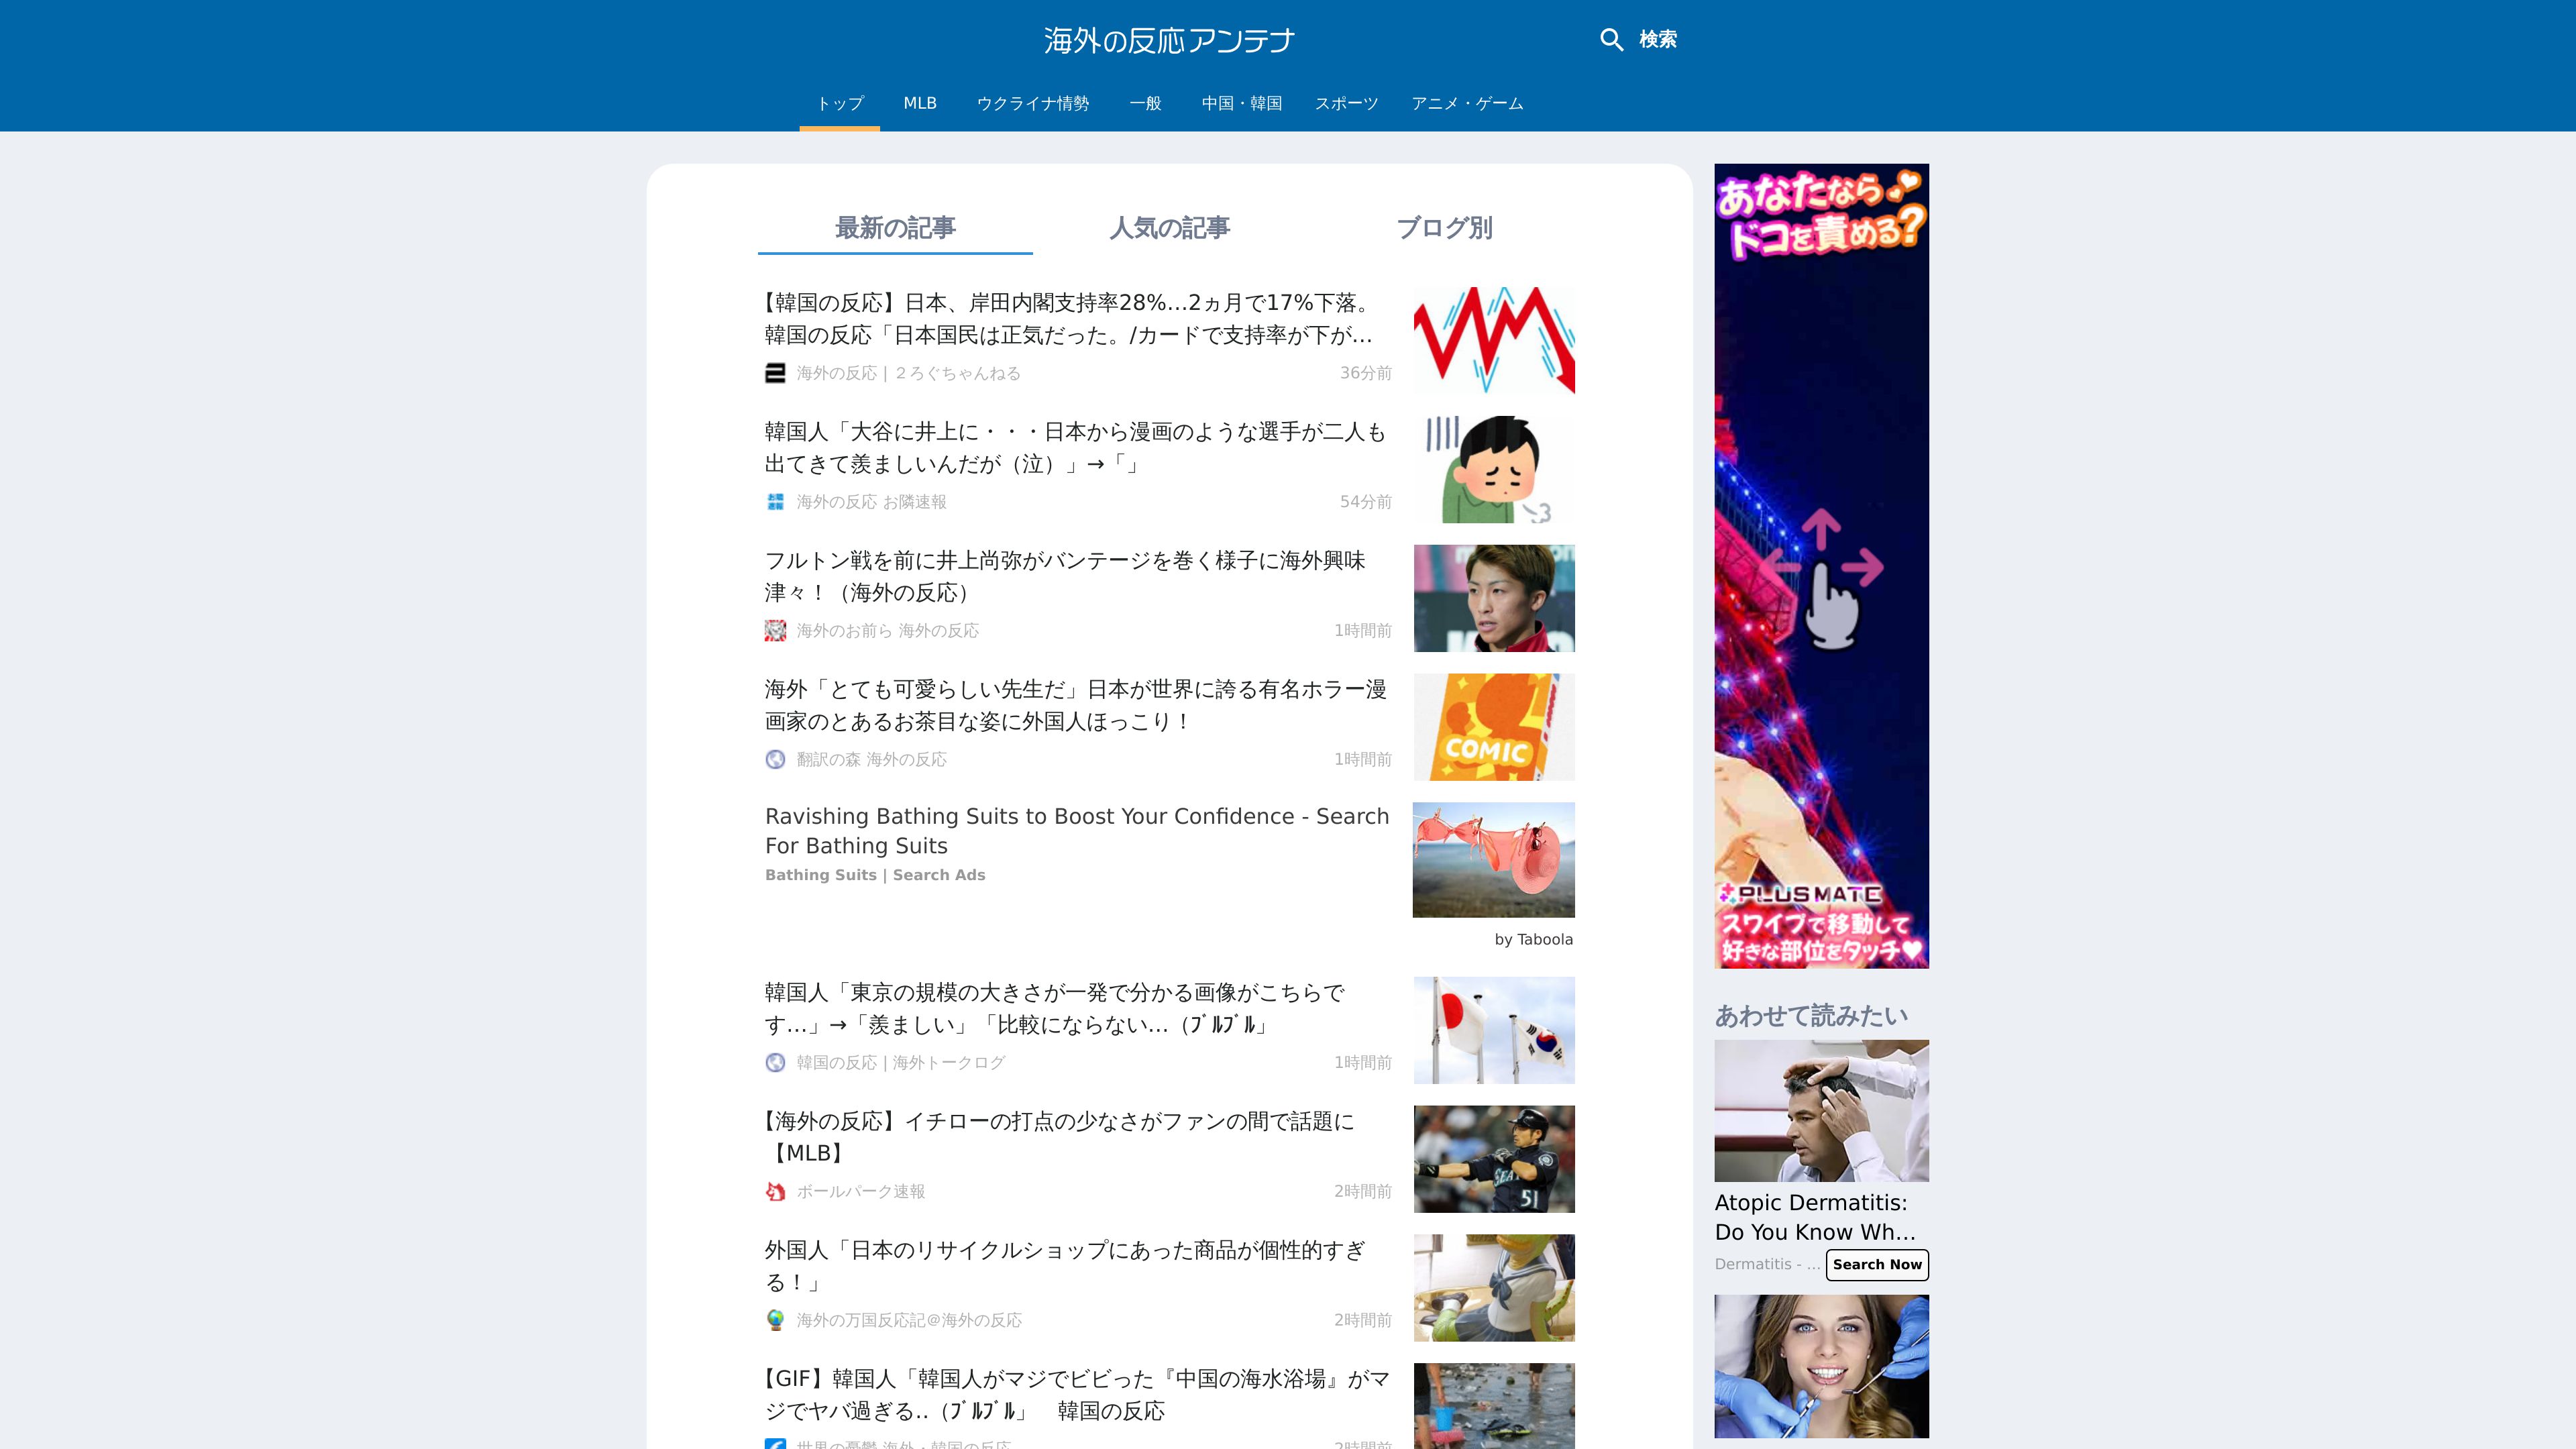 海外の反応アンテナ
検索
トップ
MLB
ウクライナ情勢
一般
中国・韓国
スポーツ
アニメ・ゲーム
最新の記事
人気の記事
ブログ別
【韓国の反応】日本、岸田内閣支持率28%…2ヵ月で17%下落。
韓国の反応「日本国民は正気だった。/カードで支持率が下が…
海外の反応 | ２ろぐちゃんねる
36分前
韓国人「大谷に井上に・・・日本から漫画のような選手が二人も
出てきて羨ましいんだが（泣）」→「」
海外の反応 お隣速報
54分前
フルトン戦を前に井上尚弥がバンテージを巻く様子に海外興味
津々！（海外の反応）
海外のお前ら 海外の反応
1時間前
海外「とても可愛らしい先生だ」日本が世界に誇る有名ホラー漫
画家のとあるお茶目な姿に外国人ほっこり！
翻訳の森 海外の反応
1時間前
COMIC
Ravishing Bathing Suits to Boost Your Confidence - Search
For Bathing Suits
Bathing Suits | Search Ads
by Taboola
韓国人「東京の規模の大きさが一発で分かる画像がこちらで
す…」→「羨ましい」「比較にならない…（ﾌﾞﾙﾌﾞﾙ」
韓国の反応 | 海外トークログ
1時間前
【海外の反応】イチローの打点の少なさがファンの間で話題に
【MLB】
ボールパーク速報
2時間前
51
外国人「日本のリサイクルショップにあった商品が個性的すぎ
る！」
海外の万国反応記＠海外の反応
2時間前
【GIF】韓国人「韓国人がマジでビビった『中国の海水浴場』がマ
ジでヤバ過ぎる‥（ﾌﾞﾙﾌﾞﾙ」　韓国の反応
世界の憂鬱 海外・韓国の反応
2時間前
あなたなら
ドコを責める?
PLUSMATE
スワイプで移動して
好きな部位をタッチ♥
あわせて読みたい
Atopic Dermatitis:
Do You Know Wh...
Dermatitis - ...
Search Now